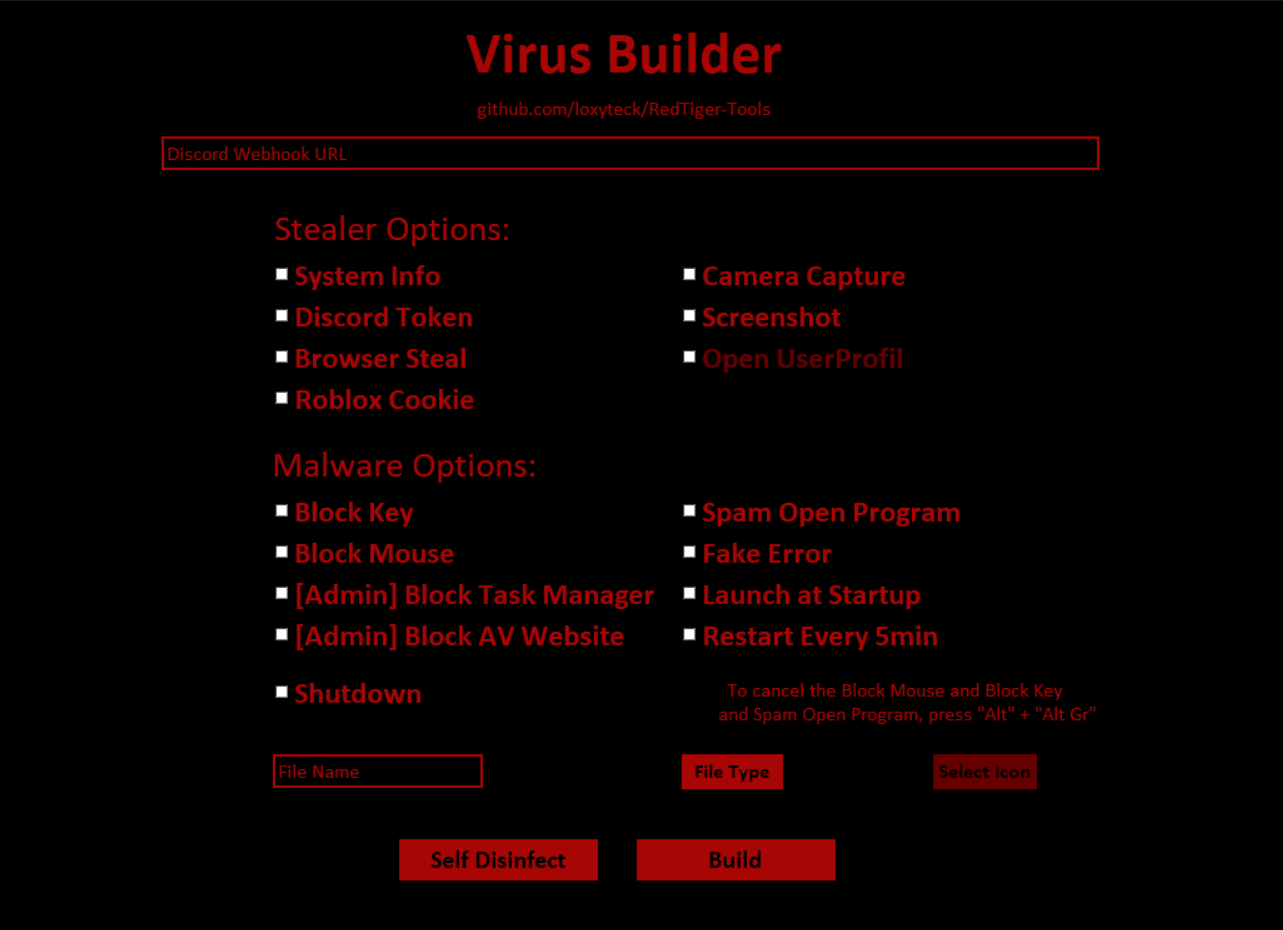 Virus Builder
github.com/loxyteck/RedTiger-Tools
Discord Webhook URL
Stealer Options:
System Info
Camera Capture
Discord Token
Screenshot
Browser Steal
Open UserProfil
Roblox Cookie
Malware Options:
Block Key
Spam Open Program
Block Mouse
Fake Error
[Admin] Block Task Manager
Launch at Startup
[Admin] Block AV Website
Restart Every 5min
Shutdown
To cancel the Block Mouse and Block Key
and Spam Open Program, press "Alt" + "Alt Gr"
File Name
File Type
Select Icon
Self Disinfect
Build